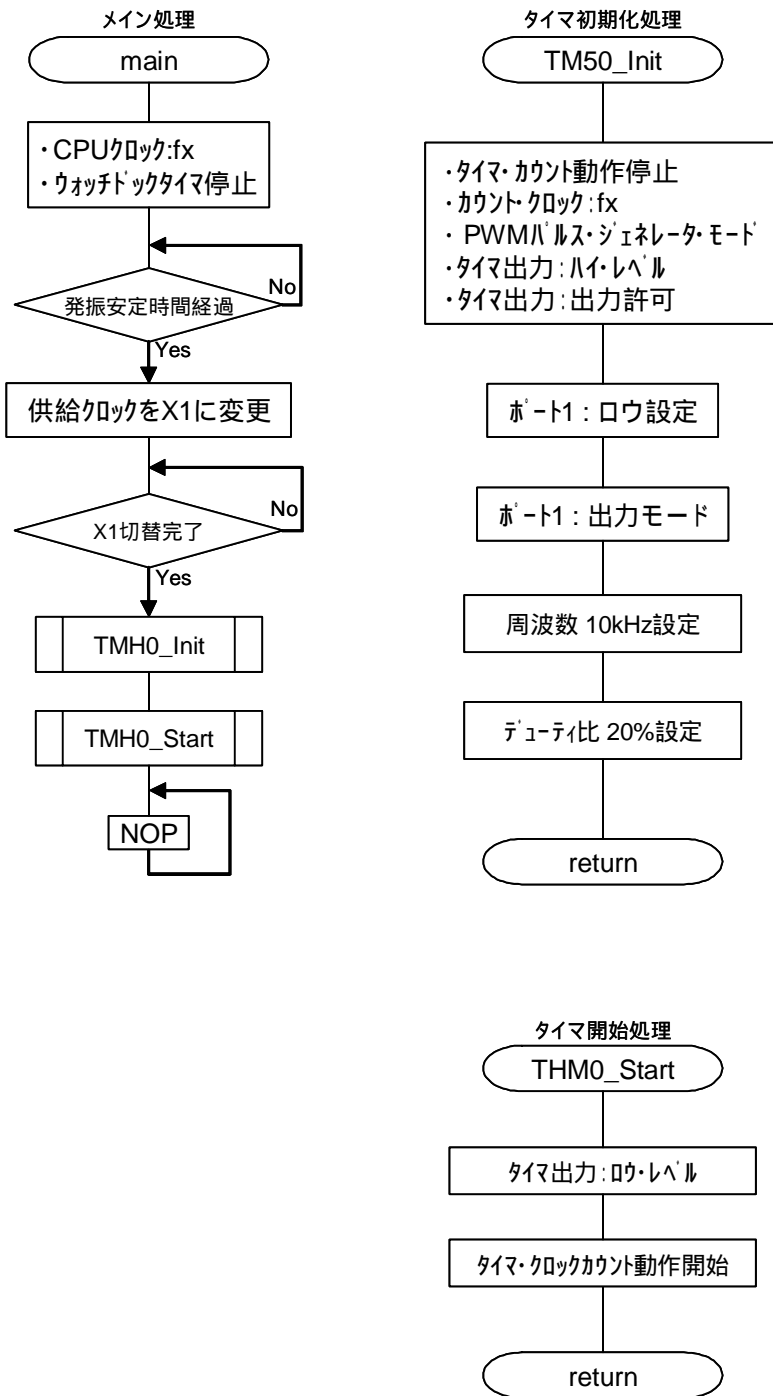 メイン処理
main
・CPUクロック:fx
・ウォッチドックタイマ停止
No
発振安定時間経過
Yes
供給クロックをX1に変更
No
X1切替完了
Yes
TMH0_Init
TMH0_Start
NOP
タイマ初期化処理
TM50_Init
・タイマ・カウント動作停止
・カウント・クロック:fx
・ PWMパルス・ジェネレータ・モード
・タイマ出力:ハイ・レベル
・タイマ出力:出力許可
ポート1：ロウ設定
ポート1：出力モード
周波数 10kHz設定
デューティ比 20%設定
return
タイマ開始処理
THM0_Start
タイマ出力:ロウ・レベル
タイマ・クロックカウント動作開始
return